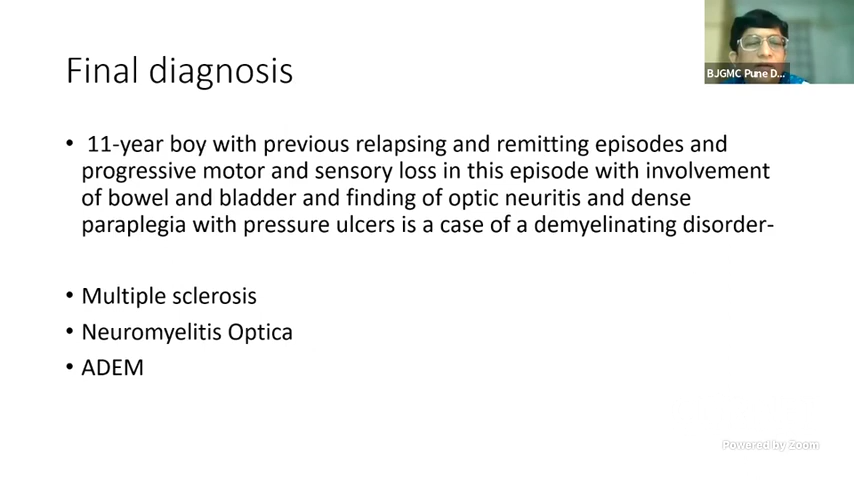 Final diagnosis
BJGMC Pune D...
• 11-year boy with previous relapsing and remitting episodes and
progressive motor and sensory loss in this episode with involvement
of bowel and bladder and finding of optic neuritis and dense
paraplegia with pressure ulcers is a case of a demyelinating disorder-
• Multiple sclerosis
• Neuromyelitis Optica
• ADEM
Powered by Zoom